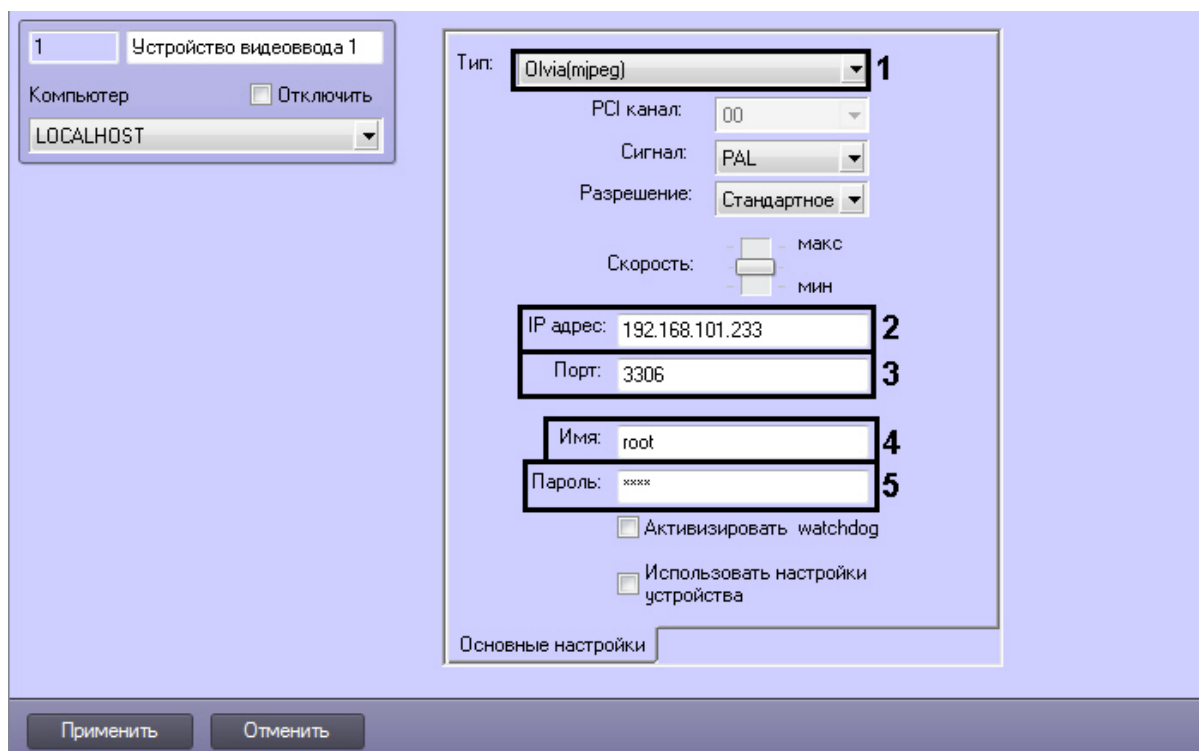 1 Устройство видеоввода 1
Компьютер Отключить
LOCALHOST
Тип: Olvia(mjpeg) 1
PCI канал: 00
Сигнал: PAL
Разрешение: Стандартное
макс
Скорость:
мин
IP адрес: 192.168.101.233 2
Порт: 3306 3
Имя: root 4
Пароль: **** 5
Активизировать watchdog
Использовать настройки
устройства
Основные настройки
Применить Отменить